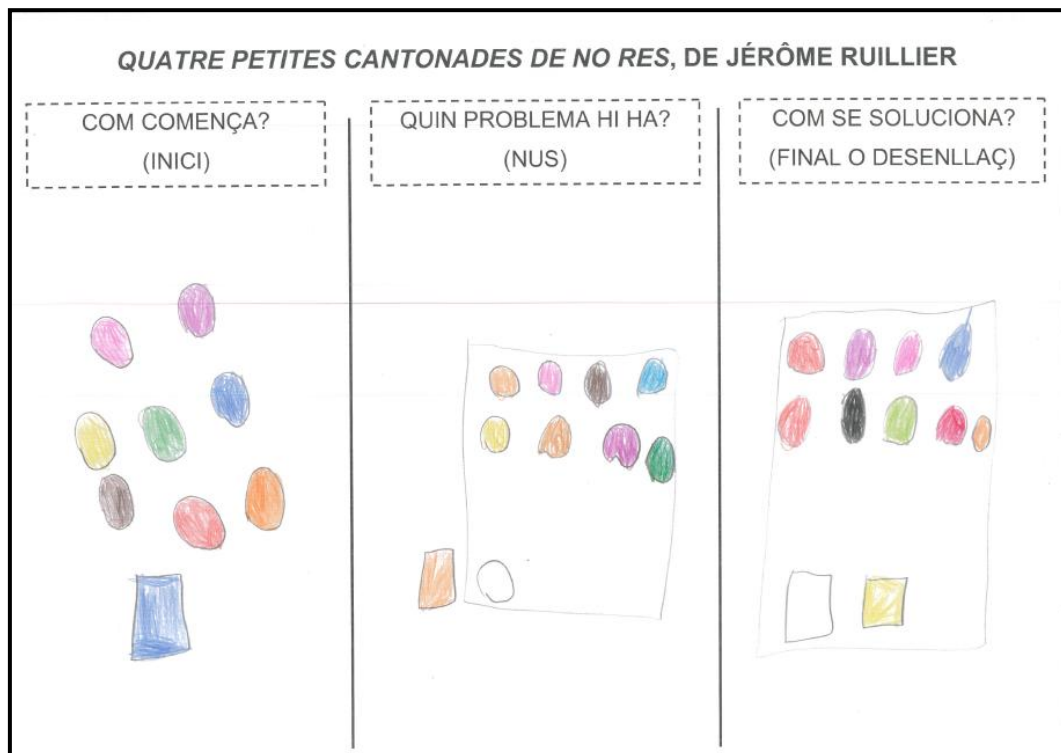 QUATRE PETITES CANTONADES DE NO RES, DE JÉRÔME RUILLIER
COM COMENÇA?
(INICI)
QUIN PROBLEMA HI HA?
(NUS)
COM SE SOLUCIONA?
(FINAL O DESENLLAÇ)